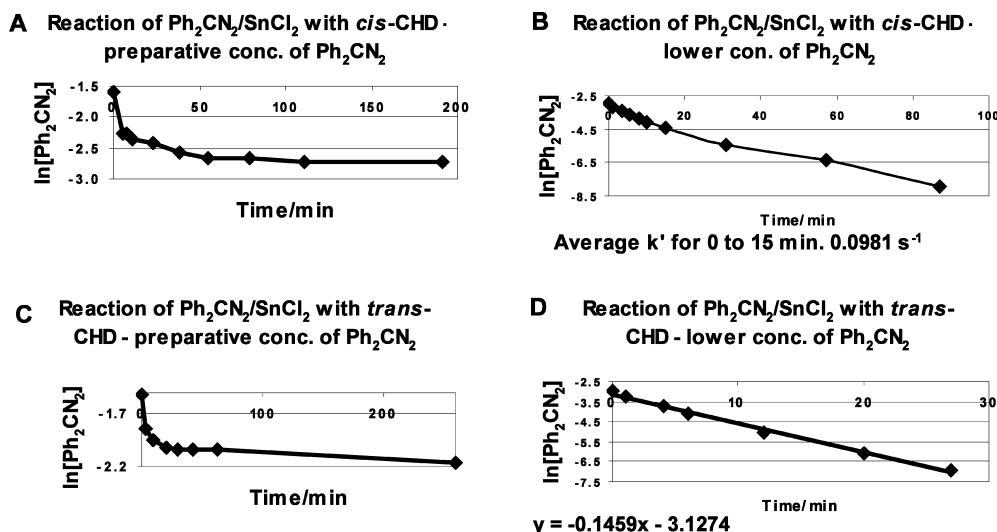 A Reaction of Ph₂CN₂/SnCl₂ with cis-CHD·
preparative conc. of Ph₂CN₂
ln[Ph₂CN₂]
-1.5
-2.0
-2.5
-3.0
0 50 100 150 200
Time/min
B Reaction of Ph₂CN₂/SnCl₂ with cis-CHD·
lower con. of Ph₂CN₂
ln[Ph₂CN₂]
-2.5
-4.5
-6.5
-8.5
0 20 40 60 80 100
Time/min
Average k' for 0 to 15 min. 0.0981 s⁻¹
C Reaction of Ph₂CN₂/SnCl₂ with trans-
CHD - preparative conc. of Ph₂CN₂
ln[Ph₂CN₂]
-1.7
-2.2
0 100 200
Time/min
D Reaction of Ph₂CN₂/SnCl₂ with trans-
CHD - lower conc. of Ph₂CN₂
ln[Ph₂CN₂]
-2.5
-3.5
-4.5
-5.5
-6.5
-7.5
0 10 20 30
Time/min
y = -0.1459x - 3.1274